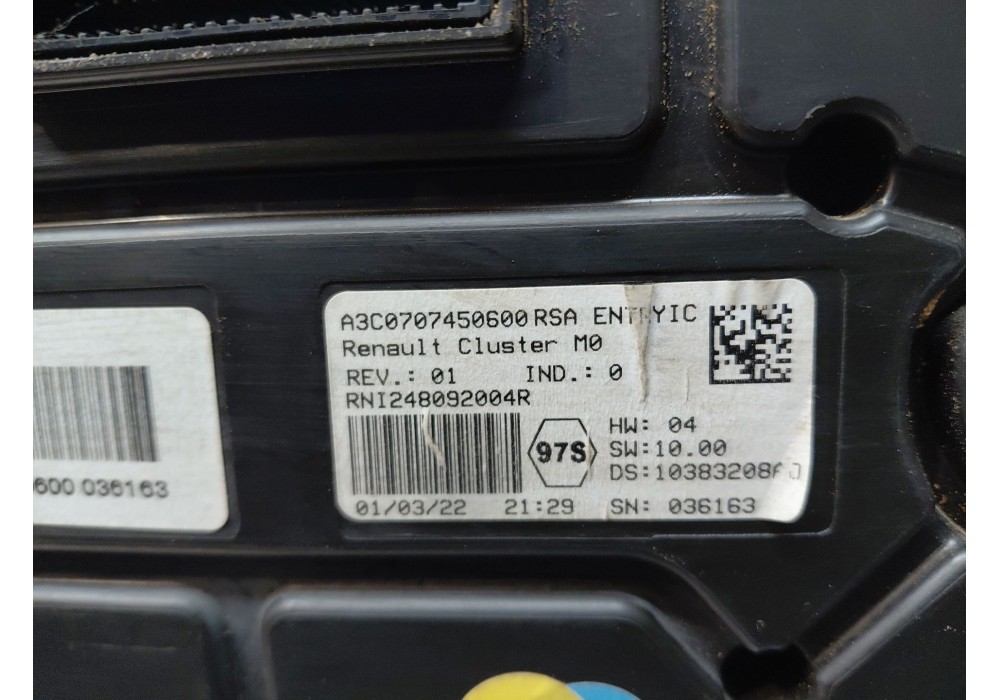 A3C0707450600 RSA ENTRYIC
Renault Cluster M0
REV.: 01 IND.: 0
RNI248092004R
97S
HW: 04
SW:10.00
01/03/22 21:29 SN: 036163
600 036163